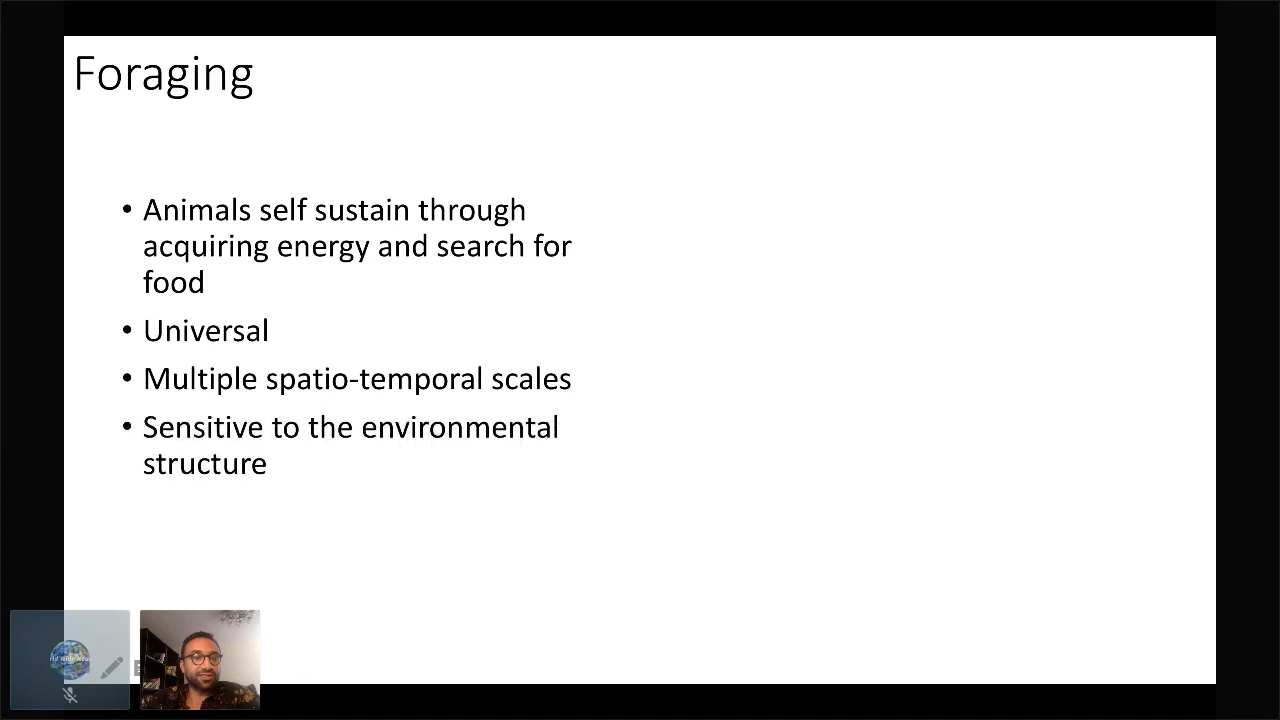 Foraging
• Animals self sustain through
acquiring energy and search for
food
• Universal
• Multiple spatio-temporal scales
• Sensitive to the environmental
structure